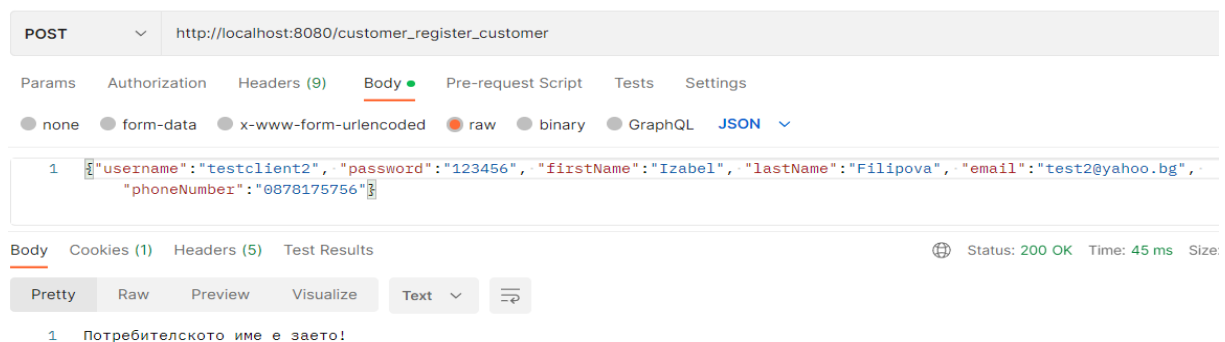 POST http://localhost:8080/customer_register_customer
Params Authorization Headers (9) Body Pre-request Script Tests Settings
none form-data x-www-form-urlencoded raw binary GraphQL JSON
1 {"username":"testclient2", "password":"123456", "firstName":"Izabel", "lastName":"Filipova", "email":"test2@yahoo.bg",
"phoneNumber":"0878175756"}
Body Cookies (1) Headers (5) Test Results Status: 200 OK Time: 45 ms Size:
Pretty Raw Preview Visualize Text
1 Потребителското име е заето!